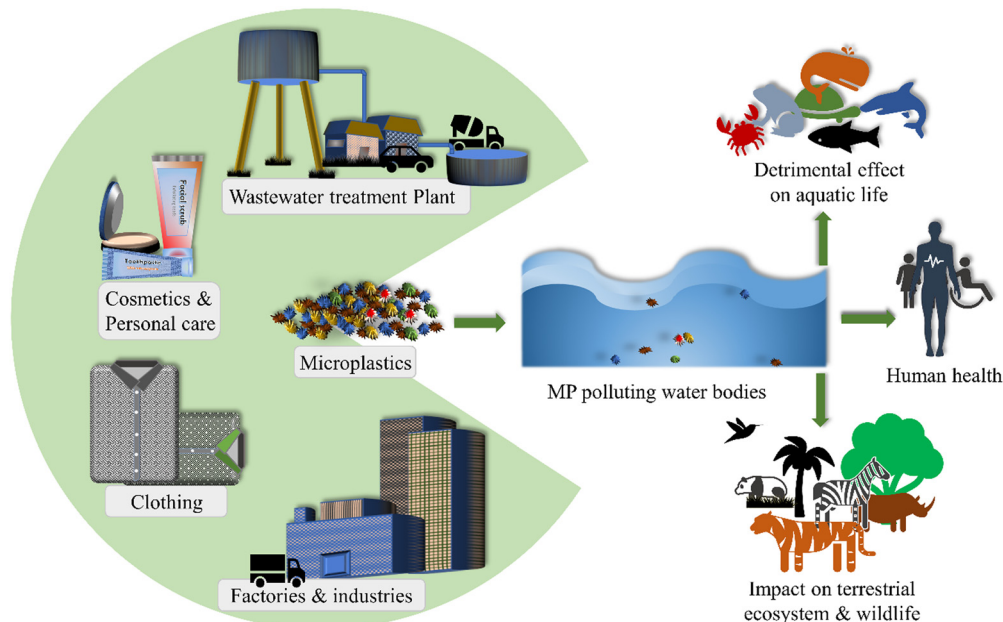 Wastewater treatment Plant
Facial scrub
Toothpaste
Cosmetics &
Personal care
Microplastics
Clothing
Factories & industries
MP polluting water bodies
Detrimental effect
on aquatic life
Human health
Impact on terrestrial
ecosystem & wildlife